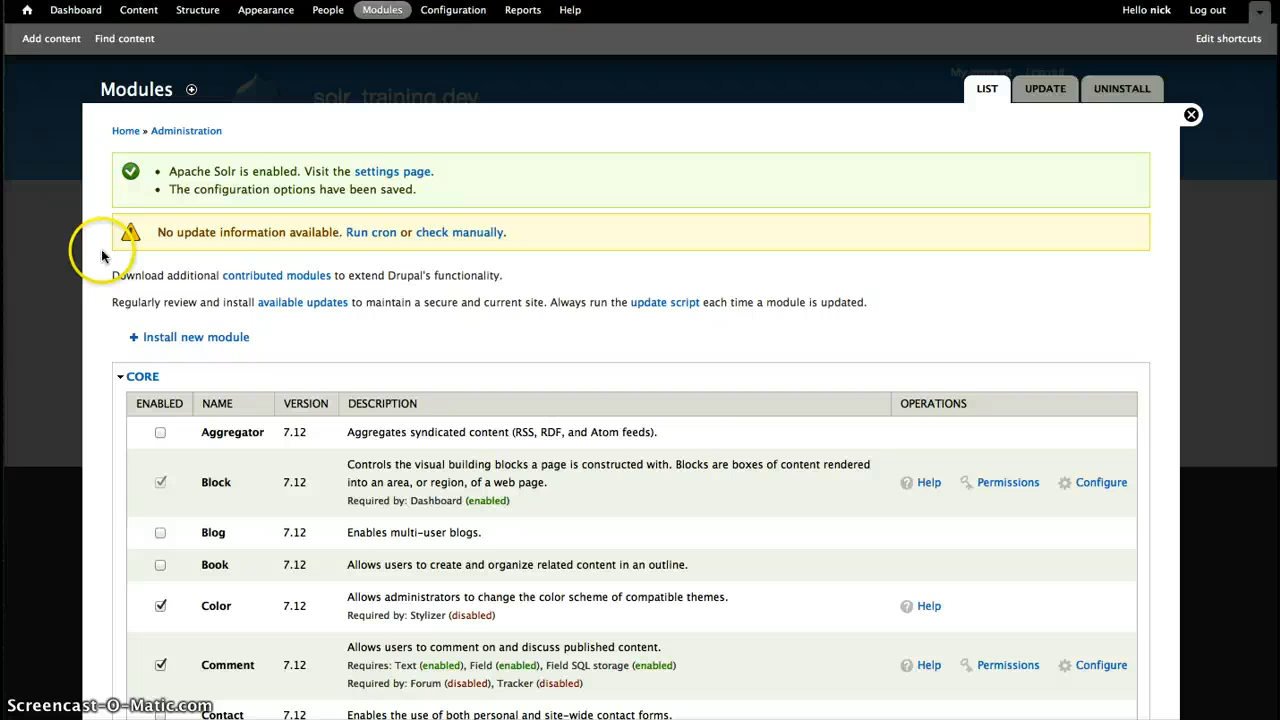 Dashboard Content Structure Appearance People Modules Configuration Reports Help Hello nick Log out
Add content Find content Edit shortcuts
Modules
solr_training.dev
LIST UPDATE UNINSTALL
Home » Administration
• Apache Solr is enabled. Visit the settings page.
• The configuration options have been saved.
No update information available. Run cron or check manually.
Download additional contributed modules to extend Drupal's functionality.
Regularly review and install available updates to maintain a secure and current site. Always run the update script each time a module is updated.
+ Install new module
CORE
ENABLED NAME VERSION DESCRIPTION OPERATIONS
Aggregator 7.12 Aggregates syndicated content (RSS, RDF, and Atom feeds).
Controls the visual building blocks a page is constructed with. Blocks are boxes of content rendered
Block 7.12 into an area, or region, of a web page. Help Permissions Configure
Required by: Dashboard (enabled)
Blog 7.12 Enables multi-user blogs.
Book 7.12 Allows users to create and organize related content in an outline.
Allows administrators to change the color scheme of compatible themes.
Color 7.12 Help
Required by: Stylizer (disabled)
Allows users to comment on and discuss published content.
Comment 7.12 Requires: Text (enabled), Field (enabled), Field SQL storage (enabled) Help Permissions Configure
Required by: Forum (disabled), Tracker (disabled)
Contact 7.12 Enables the use of both personal and site-wide contact forms.
Screencast-O-Matic.com